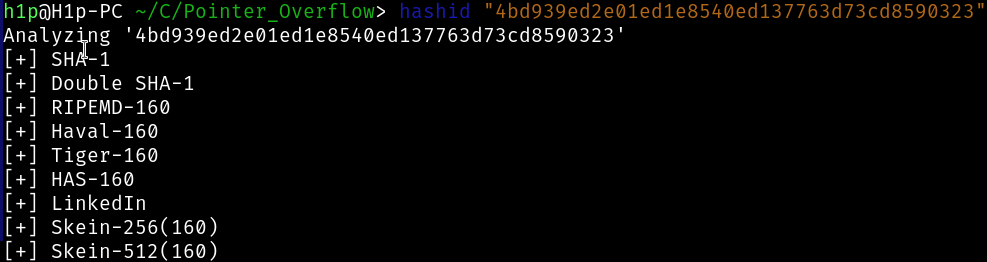 h1p@H1p-PC ~/C/Pointer_Overflow> hashid "4bd939ed2e01ed1e8540ed137763d73cd8590323"
Analyzing '4bd939ed2e01ed1e8540ed137763d73cd8590323'
[+] SHA-1
[+] Double SHA-1
[+] RIPEMD-160
[+] Haval-160
[+] Tiger-160
[+] HAS-160
[+] LinkedIn
[+] Skein-256(160)
[+] Skein-512(160)